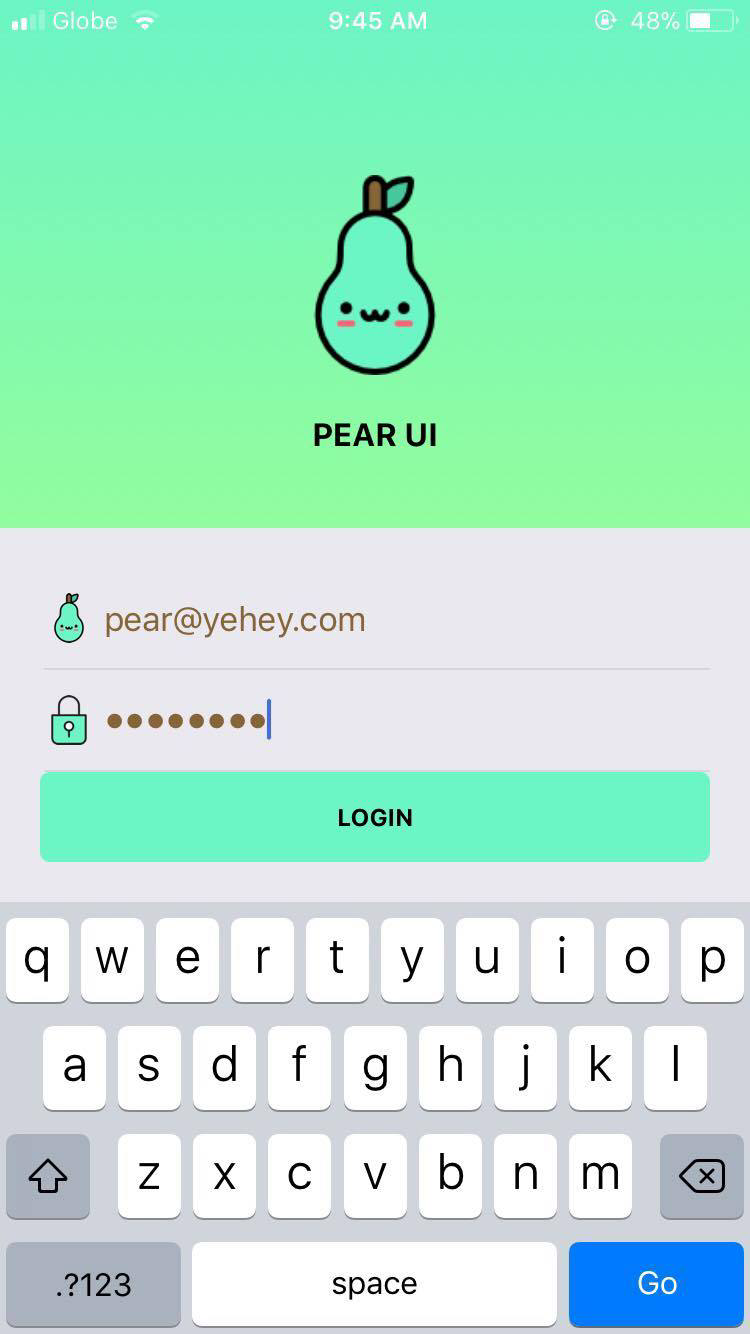 Globe 9:45 AM 48%
PEAR UI
pear@yehey.com
••••••••
LOGIN
q w e r t y u i o p
a s d f g h j k l
z x c v b n m
.?123 space Go